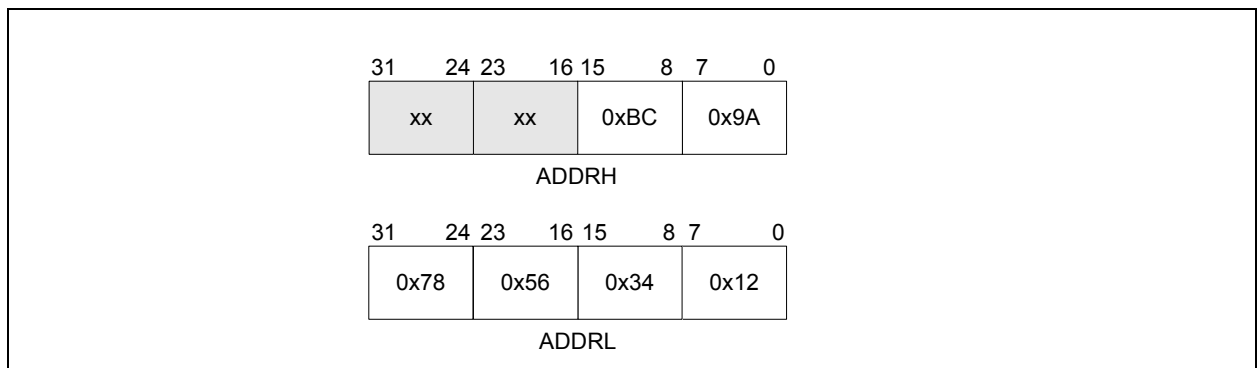 31 24 23 16 15 8 7 0
xx xx 0xBC 0x9A
ADDRH
31 24 23 16 15 8 7 0
0x78 0x56 0x34 0x12
ADDRL